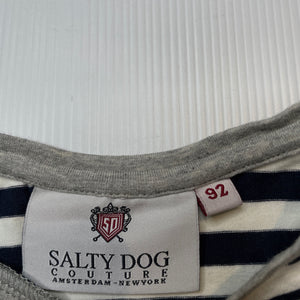 SD
92
SALTY DOG
COUTURE
AMSTERDAM - NEWYORK